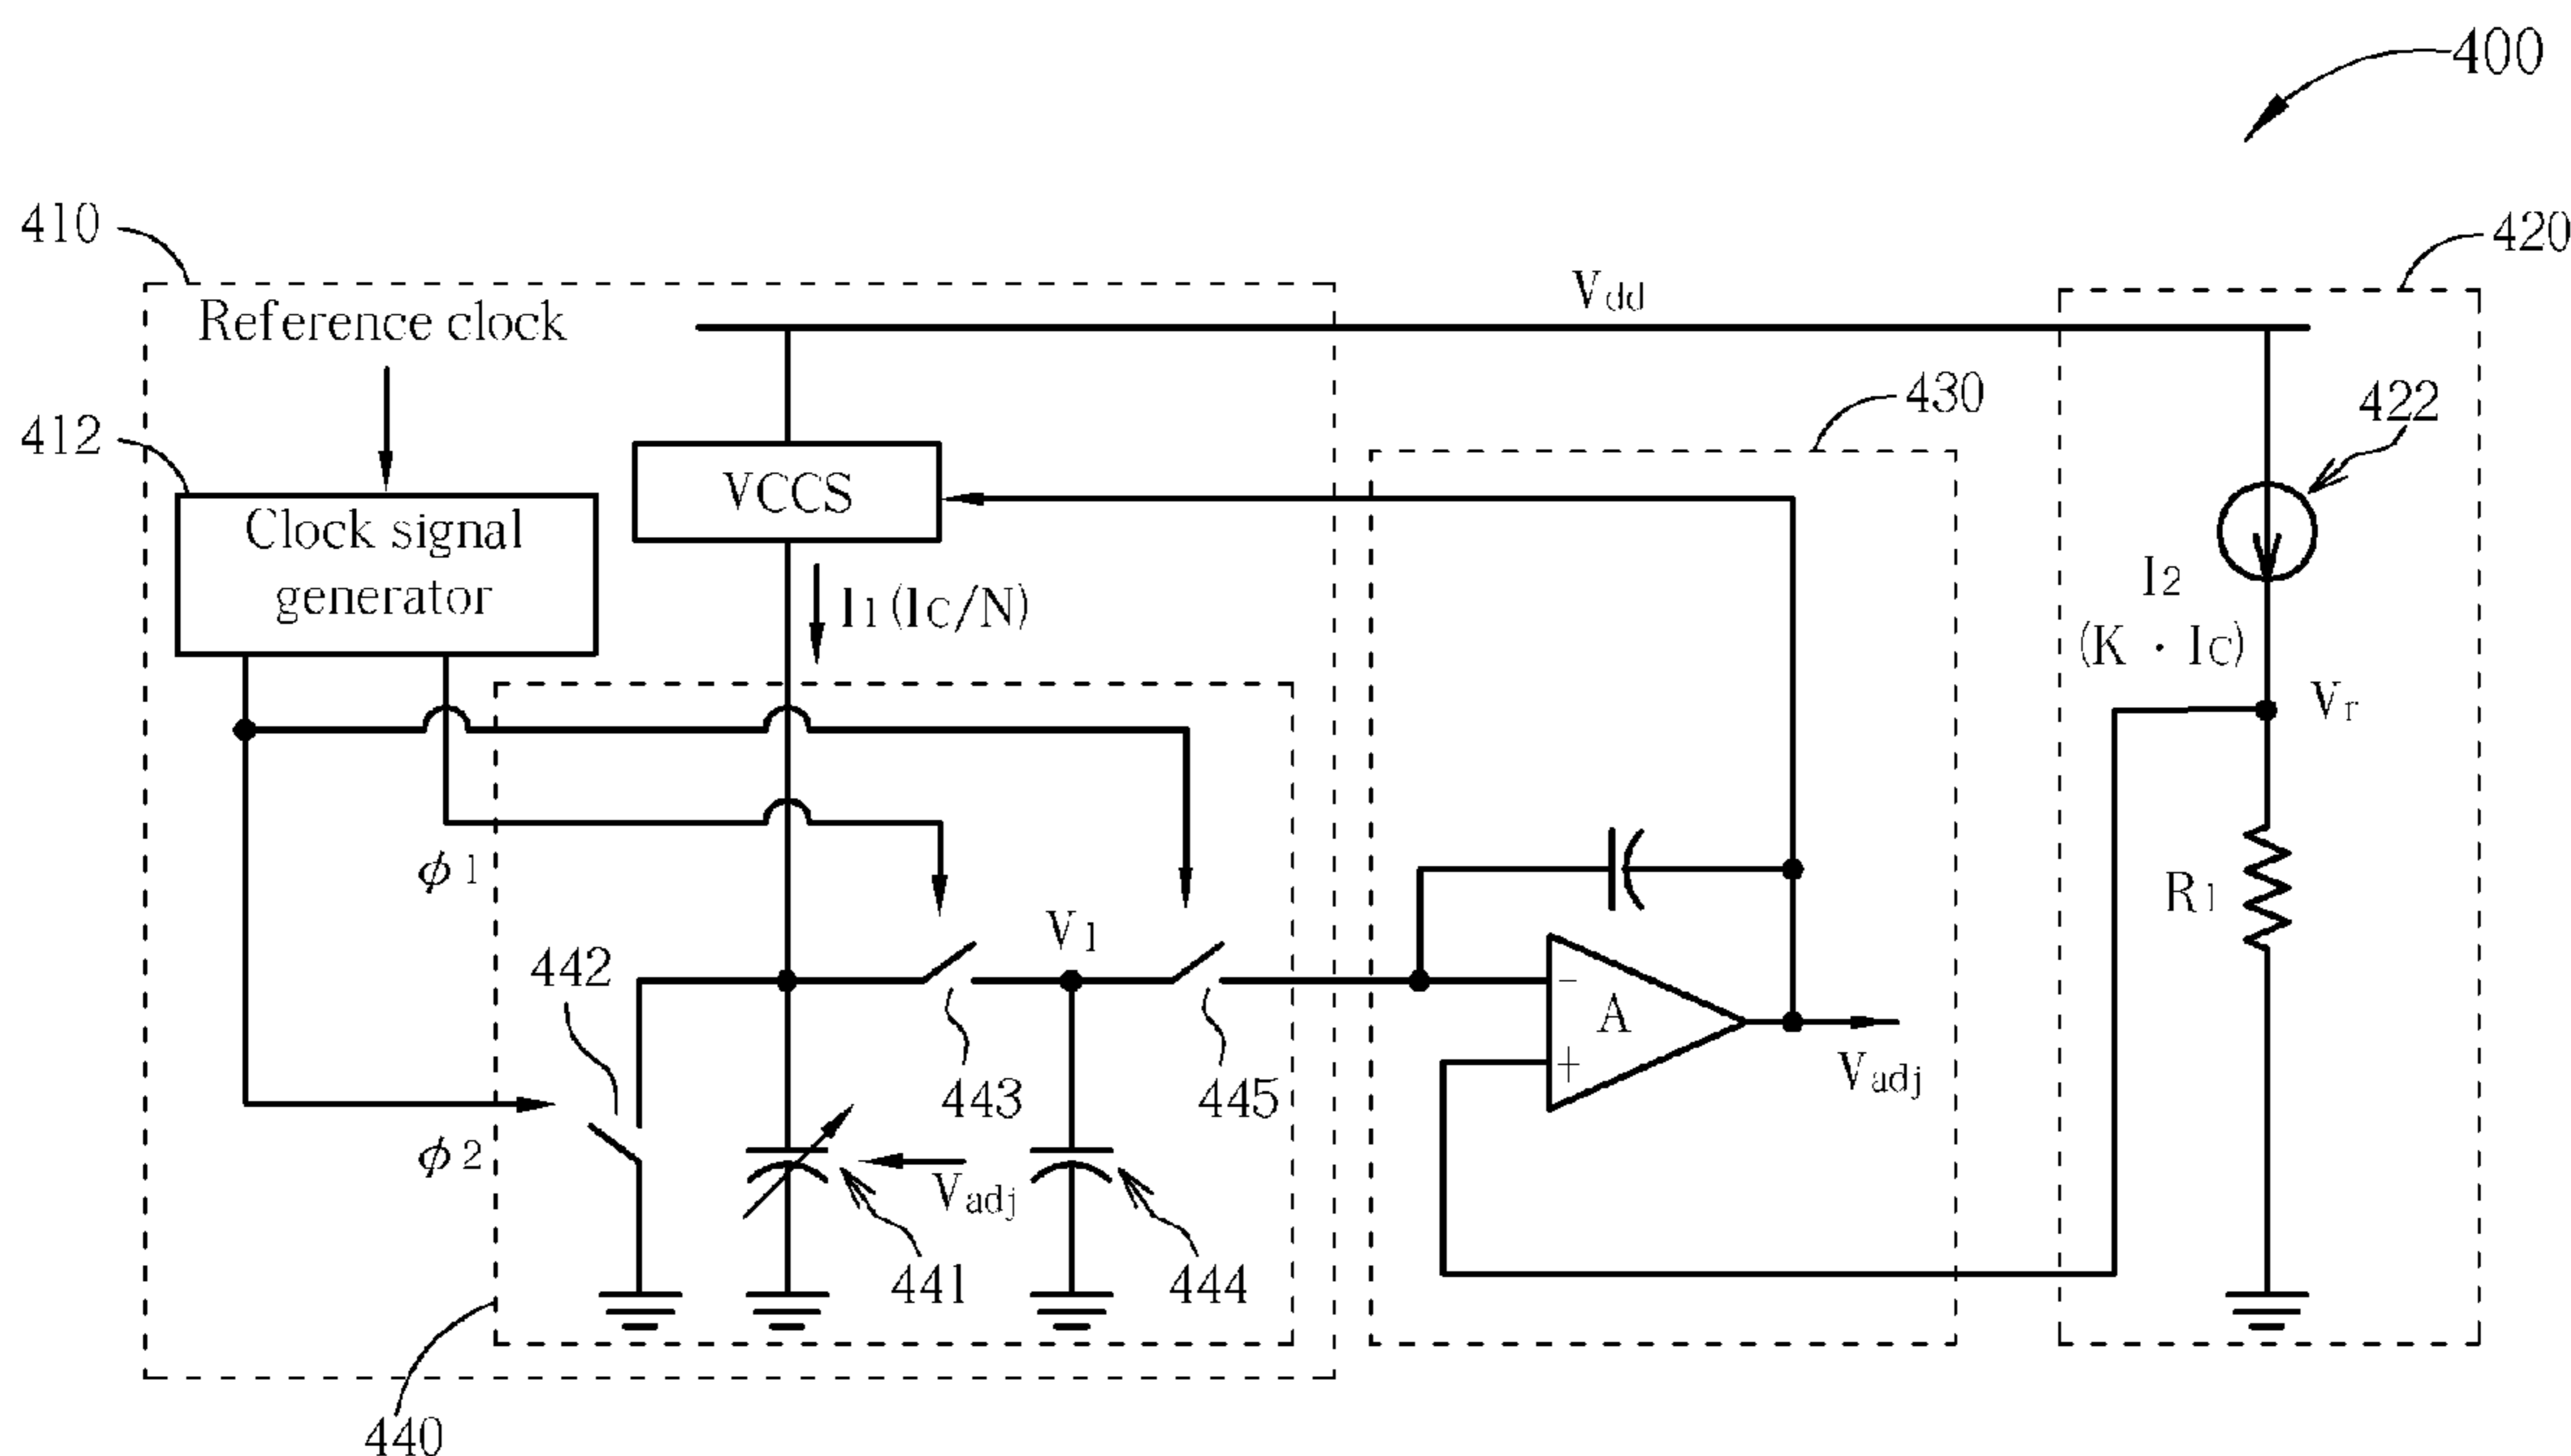 400
410
420
Reference clock
Vdd
430
422
412
VCCS
Clock signal
generator
I1 (IC/N)
I2
(K · IC)
Vr
ϕ1
R1
V1
442
A
-
+
443
445
Vadj
ϕ2
Vadj
441
444
440